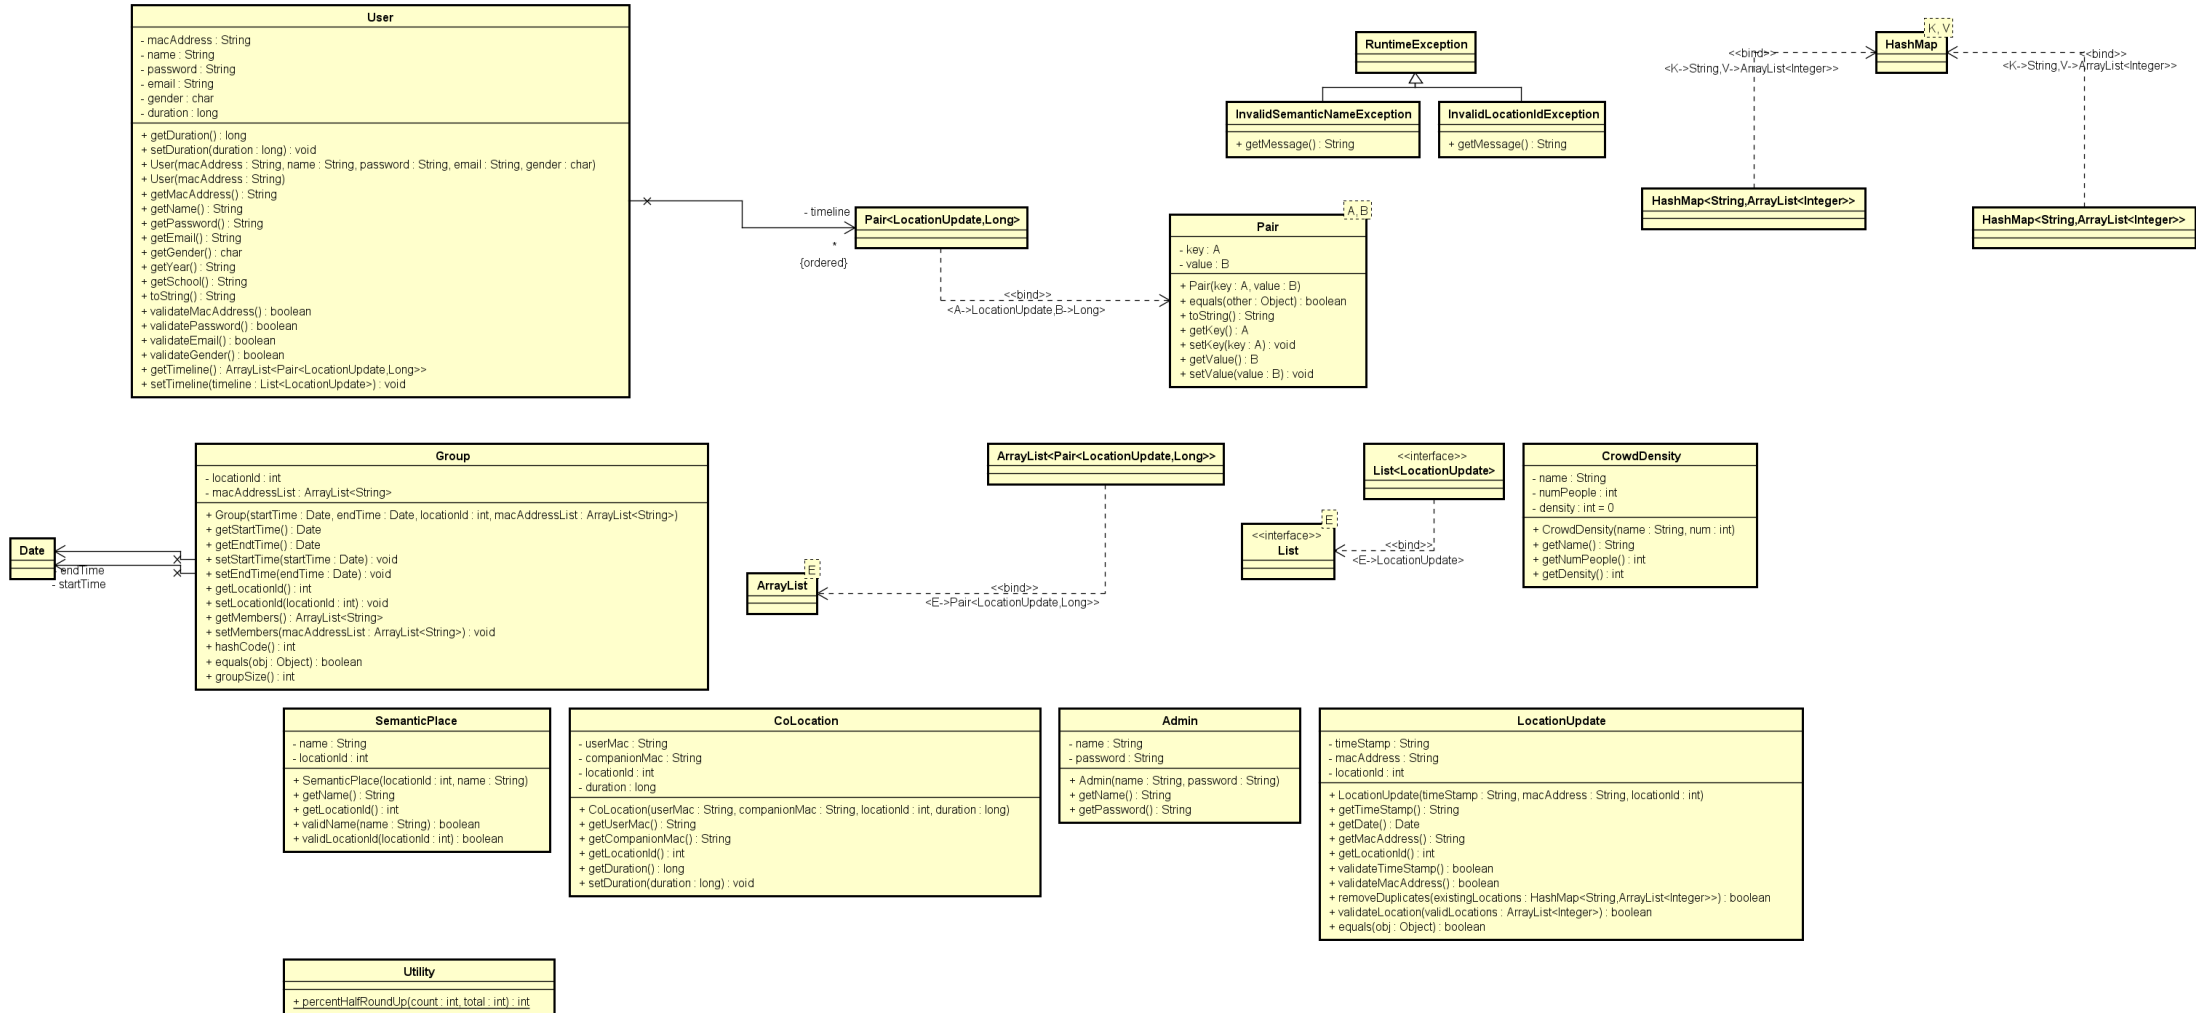 User
- macAddress : String
- name : String
- password : String
- email : String
- gender : char
- duration : long
+ getDuration() : long
+ setDuration(duration : long) : void
+ User(macAddress : String, name : String, password : String, email : String, gender : char)
+ User(macAddress : String)
+ getMacAddress() : String
+ getName() : String
+ getPassword() : String
+ getEmail() : String
+ getGender() : char
+ getYear() : String
+ getSchool() : String
+ toString() : String
+ validateMacAddress() : boolean
+ validatePassword() : boolean
+ validateEmail() : boolean
+ validateGender() : boolean
+ getTimeline() : ArrayList<Pair<LocationUpdate,Long>>
+ setTimeline(timeline : List<LocationUpdate>) : void
- timeline
*
{ordered}
Pair<LocationUpdate,Long>
<<bind>>
<A->LocationUpdate,B->Long>
A, B
Pair
- key : A
- value : B
+ Pair(key : A, value : B)
+ equals(other : Object) : boolean
+ toString() : String
+ getKey() : A
+ setKey(key : A) : void
+ getValue() : B
+ setValue(value : B) : void
RuntimeException
InvalidSemanticNameException
+ getMessage() : String
InvalidLocationIdException
+ getMessage() : String
K, V
HashMap
<<bind>>
<K->String,V->ArrayList<Integer>>
<<bind>>
<K->String,V->ArrayList<Integer>>
HashMap<String,ArrayList<Integer>>
HashMap<String,ArrayList<Integer>>
Date
endTime
- startTime
Group
- locationId : int
- macAddressList : ArrayList<String>
+ Group(startTime : Date, endTime : Date, locationId : int, macAddressList : ArrayList<String>)
+ getStartTime() : Date
+ getEndtTime() : Date
+ setStartTime(startTime : Date) : void
+ setEndTime(endTime : Date) : void
+ getLocationId() : int
+ setLocationId(locationId : int) : void
+ getMembers() : ArrayList<String>
+ setMembers(macAddressList : ArrayList<String>) : void
+ hashCode() : int
+ equals(obj : Object) : boolean
+ groupSize() : int
ArrayList<Pair<LocationUpdate,Long>>
E
ArrayList
<<bind>>
<E->Pair<LocationUpdate,Long>>
<<interface>>
List<LocationUpdate>
E
<<interface>>
List
<<bind>>
<E->LocationUpdate>
CrowdDensity
- name : String
- numPeople : int
- density : int = 0
+ CrowdDensity(name : String, num : int)
+ getName() : String
+ getNumPeople() : int
+ getDensity() : int
SemanticPlace
- name : String
- locationId : int
+ SemanticPlace(locationId : int, name : String)
+ getName() : String
+ getLocationId() : int
+ validName(name : String) : boolean
+ validLocationId(locationId : int) : boolean
CoLocation
- userMac : String
- companionMac : String
- locationId : int
- duration : long
+ CoLocation(userMac : String, companionMac : String, locationId : int, duration : long)
+ getUserMac() : String
+ getCompanionMac() : String
+ getLocationId() : int
+ getDuration() : long
+ setDuration(duration : long) : void
Admin
- name : String
- password : String
+ Admin(name : String, password : String)
+ getName() : String
+ getPassword() : String
LocationUpdate
- timeStamp : String
- macAddress : String
- locationId : int
+ LocationUpdate(timeStamp : String, macAddress : String, locationId : int)
+ getTimeStamp() : String
+ getDate() : Date
+ getMacAddress() : String
+ getLocationId() : int
+ validateTimeStamp() : boolean
+ validateMacAddress() : boolean
+ removeDuplicates(existingLocations : HashMap<String,ArrayList<Integer>>) : boolean
+ validateLocation(validLocations : ArrayList<Integer>) : boolean
+ equals(obj : Object) : boolean
Utility
+ percentHalfRoundUp(count : int, total : int) : int